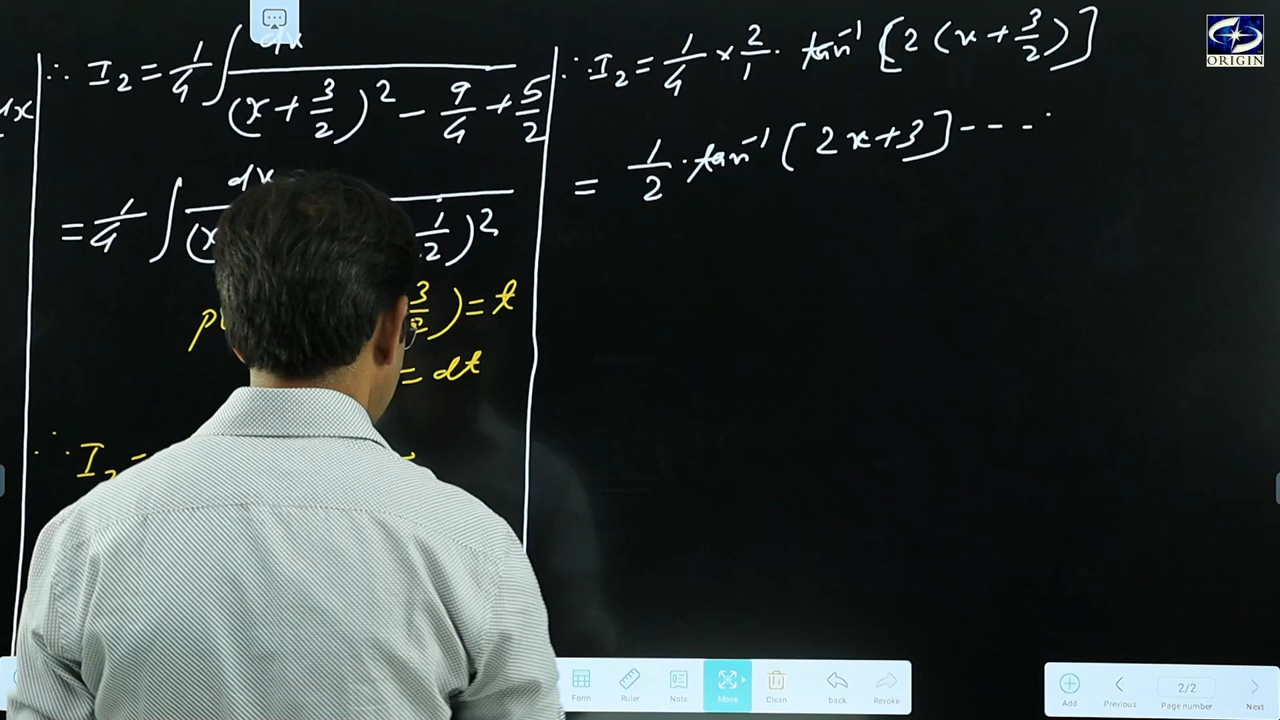 dx
∴ I₂ = 1/4 ∫ dx / (x + 3/2)² − 9/4 + 5/2
= 1/4 ∫ dx / (x 1/2)²
3/2) = t
= dt
∴ I₂ =
∴ I₂ = 1/4 × 2/1 · tan⁻¹ [2(x + 3/2)]
= 1/2 · tan⁻¹ [2x+3] ----
ORIGIN
Form
Ruler
Note
Move
Clean
back
Revoke
Add
Previous
2/2
Page number
Next